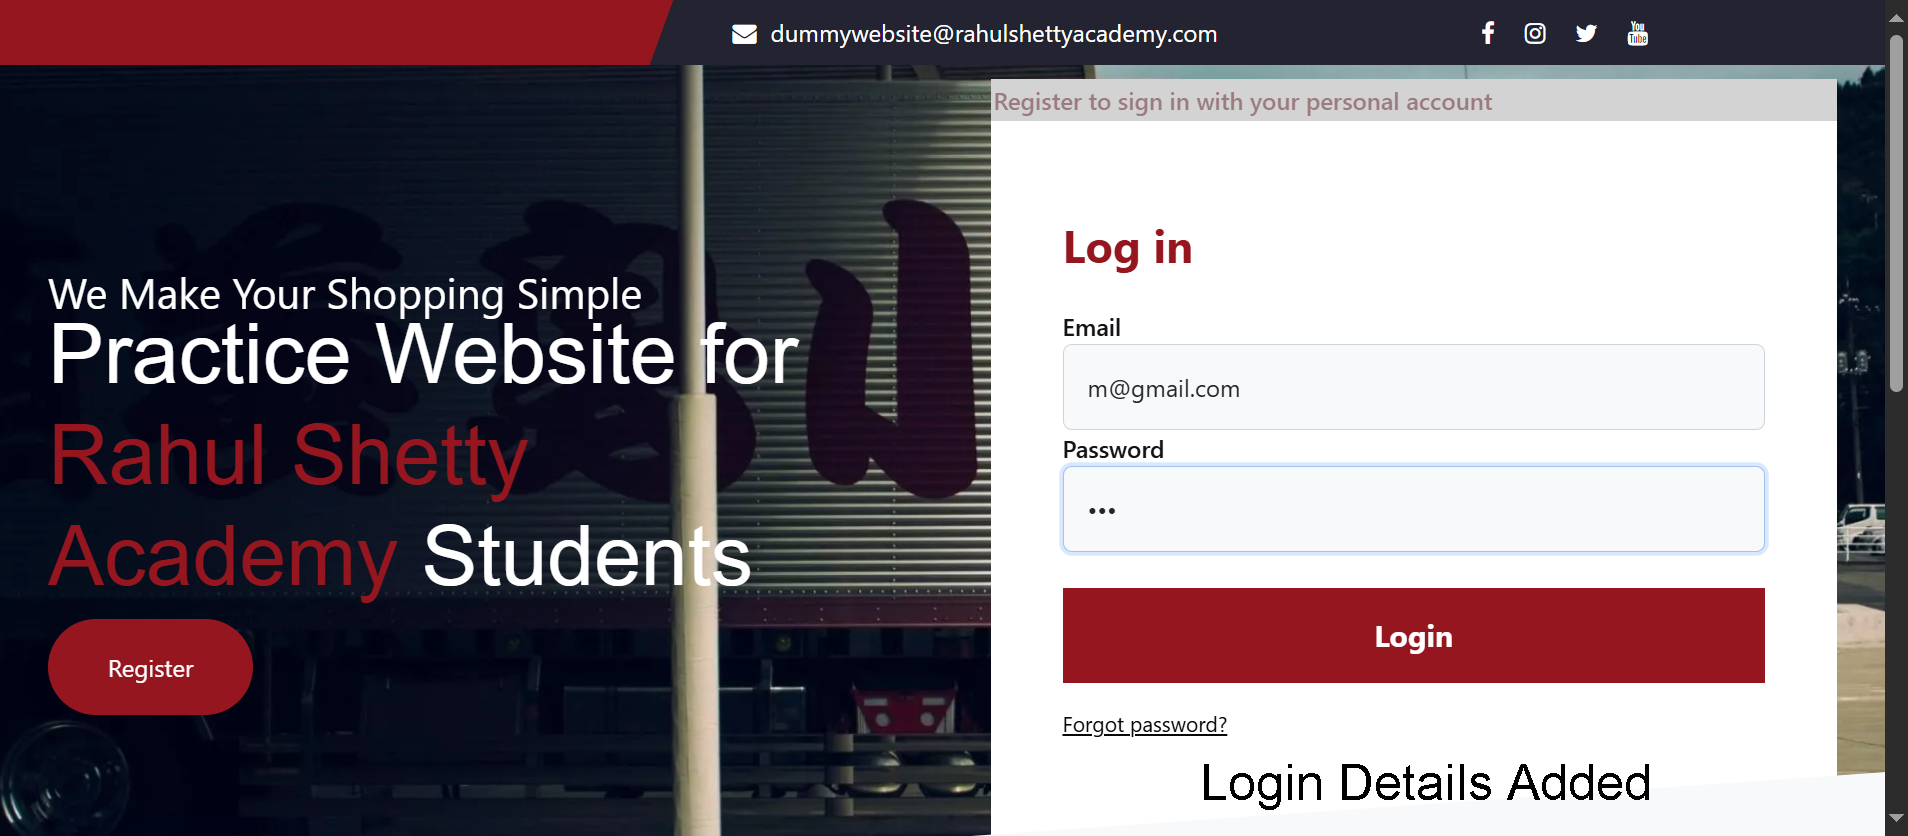 dummywebsite@rahulshettyacademy.com
Register to sign in with your personal account
We Make Your Shopping Simple
Practice Website for
Rahul Shetty
Academy Students
Register
Log in
Email
m@gmail.com
Password
•••
Login
Forgot password?
Login Details Added